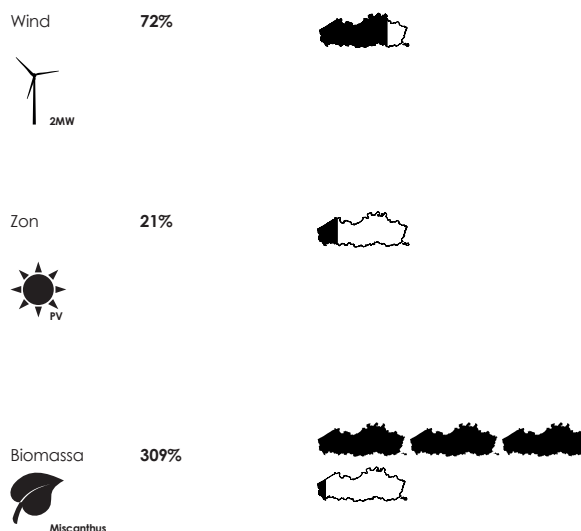 Wind 72%
2MW
Zon 21%
PV
Biomassa 309%
Miscanthus